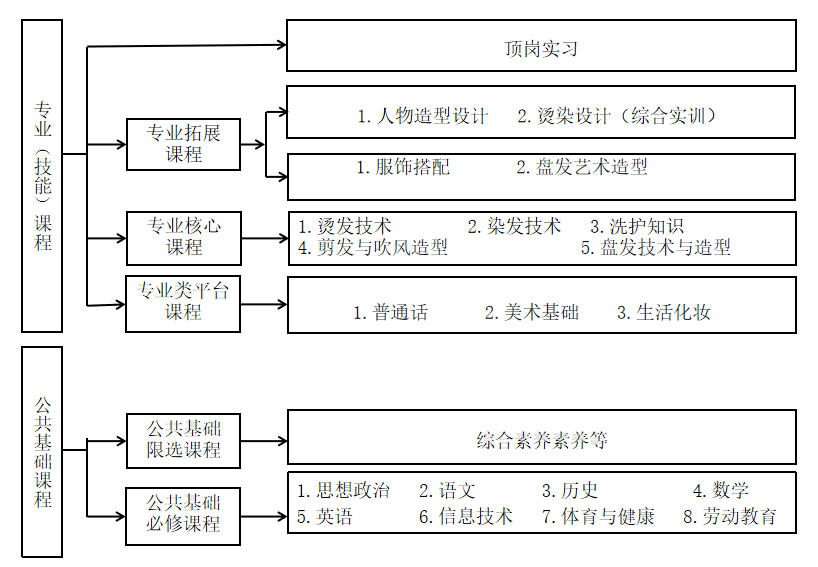 专业（技能）课程
顶岗实习
专业拓展
课程
1.人物造型设计 2.烫染设计（综合实训）
1.服饰搭配 2.盘发艺术造型
专业核心
课程
1.烫发技术 2.染发技术 3.洗护知识
4.剪发与吹风造型 5.盘发技术与造型
专业类平台
课程
1.普通话 2.美术基础 3.生活化妆
公共基础课程
公共基础
限选课程
综合素养素养等
公共基础
必修课程
1.思想政治 2.语文 3.历史 4.数学
5.英语 6.信息技术 7.体育与健康 8.劳动教育